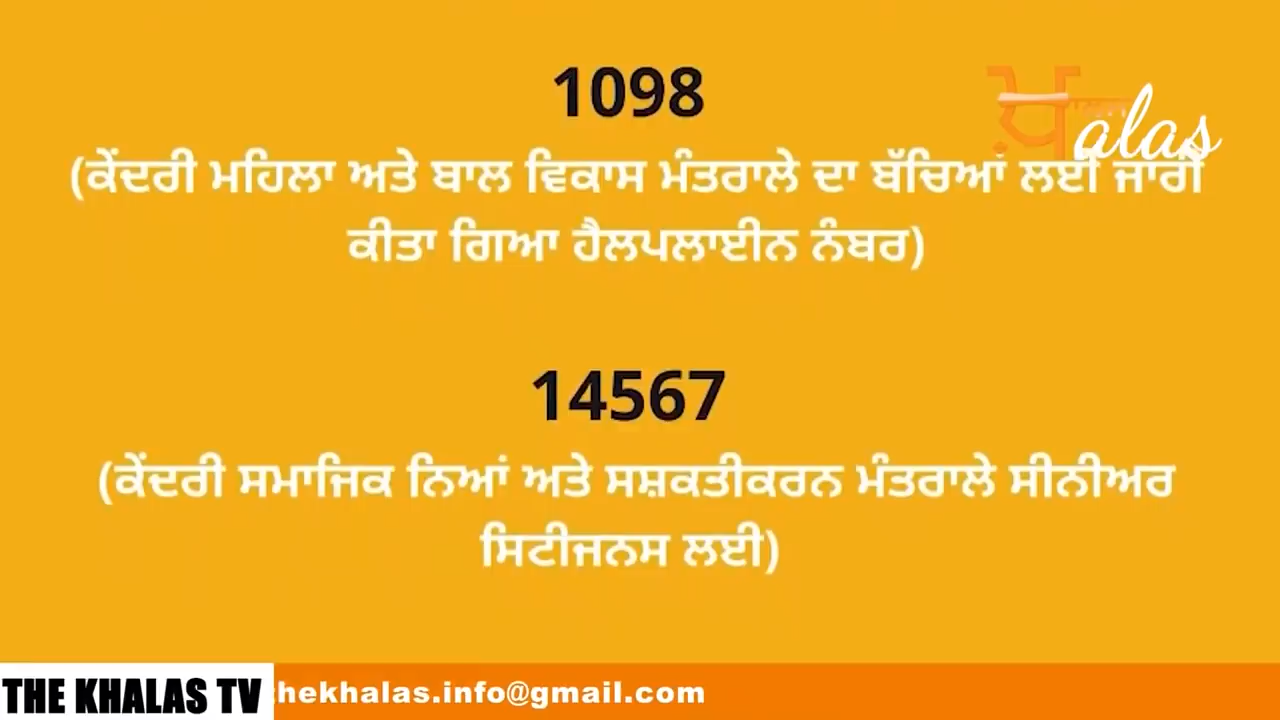 1098
ਖ਼alas
(ਕੇਂਦਰੀ ਮਹਿਲਾ ਅਤੇ ਬਾਲ ਵਿਕਾਸ ਮੰਤਰਾਲੇ ਦਾ ਬੱਚਿਆਂ ਲਈ ਜਾਰੀ
ਕੀਤਾ ਗਿਆ ਹੈਲਪਲਾਈਨ ਨੰਬਰ)
14567
(ਕੇਂਦਰੀ ਸਮਾਜਿਕ ਨਿਆਂ ਅਤੇ ਸਸ਼ਕਤੀਕਰਨ ਮੰਤਰਾਲੇ ਸੀਨੀਅਰ
ਸਿਟੀਜਨਸ ਲਈ)
THE KHALAS TV
thekhalas.info@gmail.com